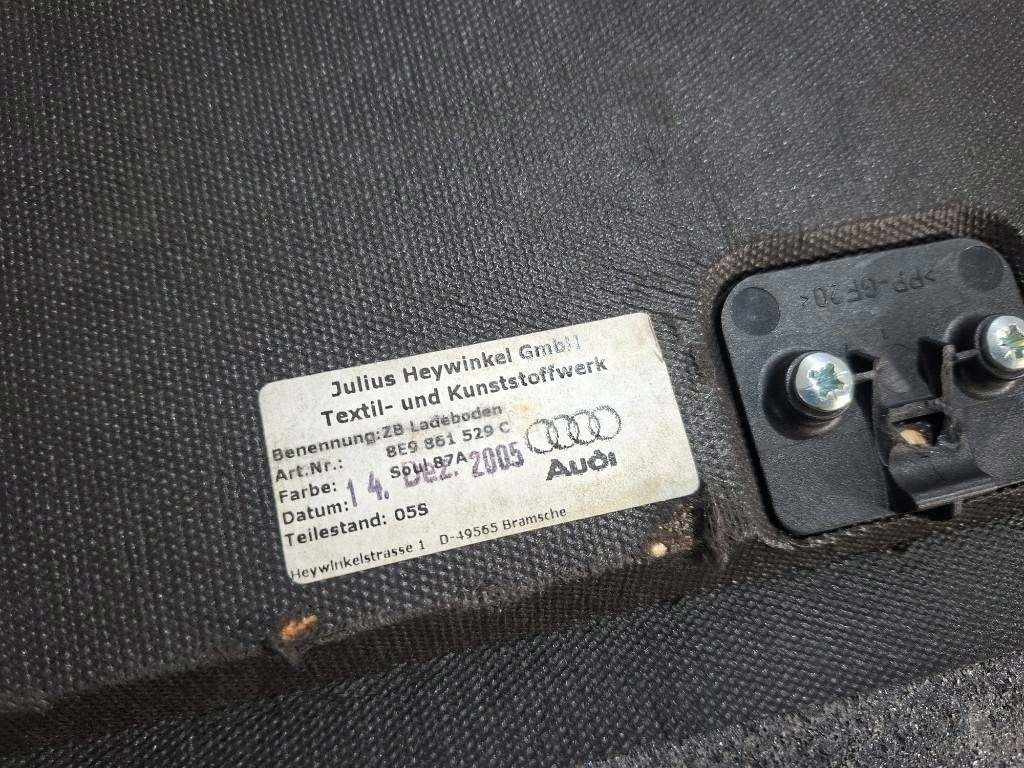 Julius Heywinkel GmbH
Textil- und Kunststoffwerk
Benennung:ZB Ladeboden
Art.Nr.: 8E9 861 529 C
Farbe: Soul 87A
Datum: 14. Dez. 2005
Teilestand: 05S
Heywinkelstrasse 1 D-49565 Bramsche
Audi
>PP-GF20<